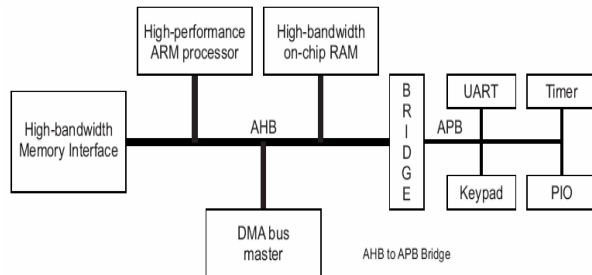 High-performance
ARM processor
High-bandwidth
on-chip RAM
High-bandwidth
Memory Interface
AHB
B
R
I
D
G
E
APB
UART
Timer
Keypad
PIO
DMA bus
master
AHB to APB Bridge